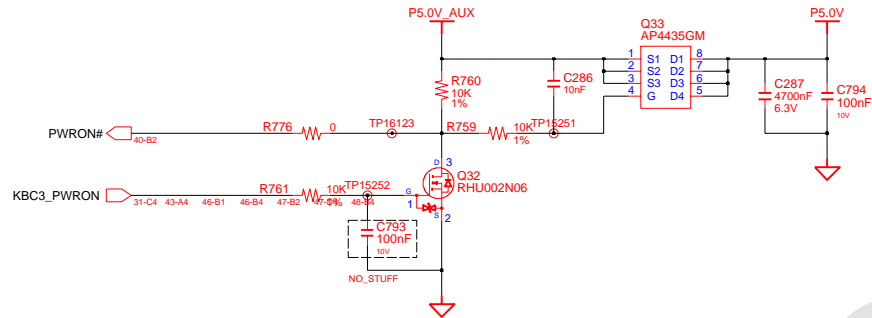 P5.0V_AUX
P5.0V
Q33
AP4435GM
1 S1 D1 8
2 S2 D2 7
3 S3 D3 6
4 G D4 5
R760
10K
1%
C286
10nF
C287
4700nF
6.3V
C794
100nF
10V
PWRON#
40-B2
R776 0
TP16123
R759
10K
1%
TP15251
D 3
Q32
RHU002N06
KBC3_PWRON
31-C4 43-A4 46-B1 46-B4 47-B2
R761
10K
1%
TP15252
48-B4
G
1
S
2
C793
100nF
10V
NO_STUFF